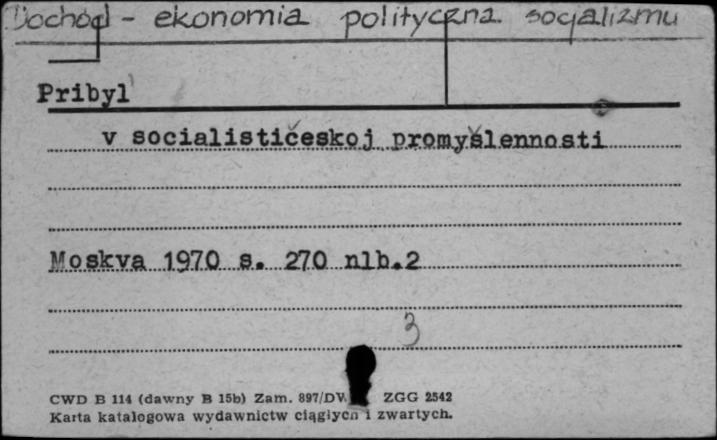 Dochód - ekonomia polityczna socjalizmu
Pribyl'
v socialističeskoj promyšlennosti
Moskva 1970 s. 270 nlb.2
3
CWD B 114 (dawny B 15b) Zam. 897/DW ZGG 2542
Karta katalogowa wydawnictw ciągłych i zwartych.